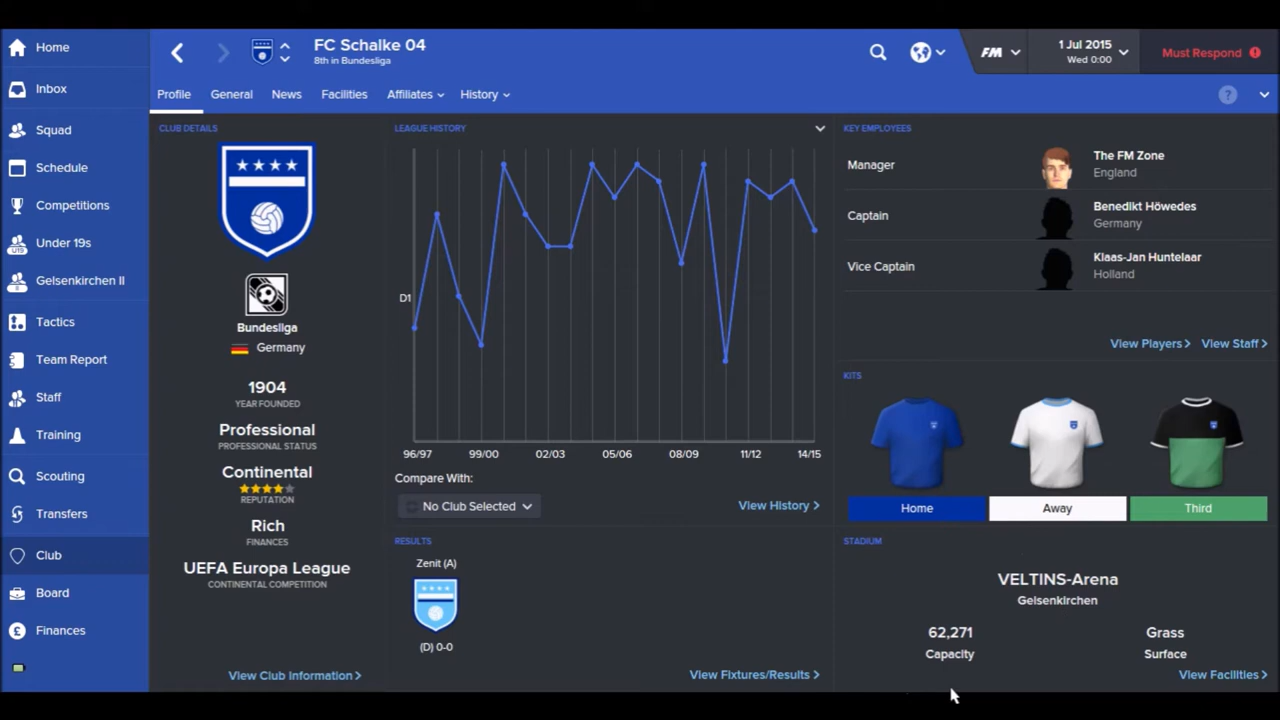 Home
Inbox
Squad
Schedule
Competitions
Under 19s
Gelsenkirchen II
Tactics
Team Report
Staff
Training
Scouting
Transfers
Club
Board
Finances
FC Schalke 04
8th in Bundesliga
FM
1 Jul 2015
Wed 0:00
Must Respond
Profile
General
News
Facilities
Affiliates
History
CLUB DETAILS
Bundesliga
Germany
1904
YEAR FOUNDED
Professional
PROFESSIONAL STATUS
Continental
REPUTATION
Rich
FINANCES
UEFA Europa League
CONTINENTAL COMPETITION
View Club Information >
LEAGUE HISTORY
D1
96/97 99/00 02/03 05/06 08/09 11/12 14/15
Compare With:
No Club Selected
View History >
RESULTS
Zenit (A)
(D) 0-0
View Fixtures/Results >
KEY EMPLOYEES
Manager
The FM Zone
England
Captain
Benedikt Höwedes
Germany
Vice Captain
Klaas-Jan Huntelaar
Holland
View Players > View Staff >
KITS
Home Away Third
STADIUM
VELTINS-Arena
Gelsenkirchen
62,271
Capacity
Grass
Surface
View Facilities >